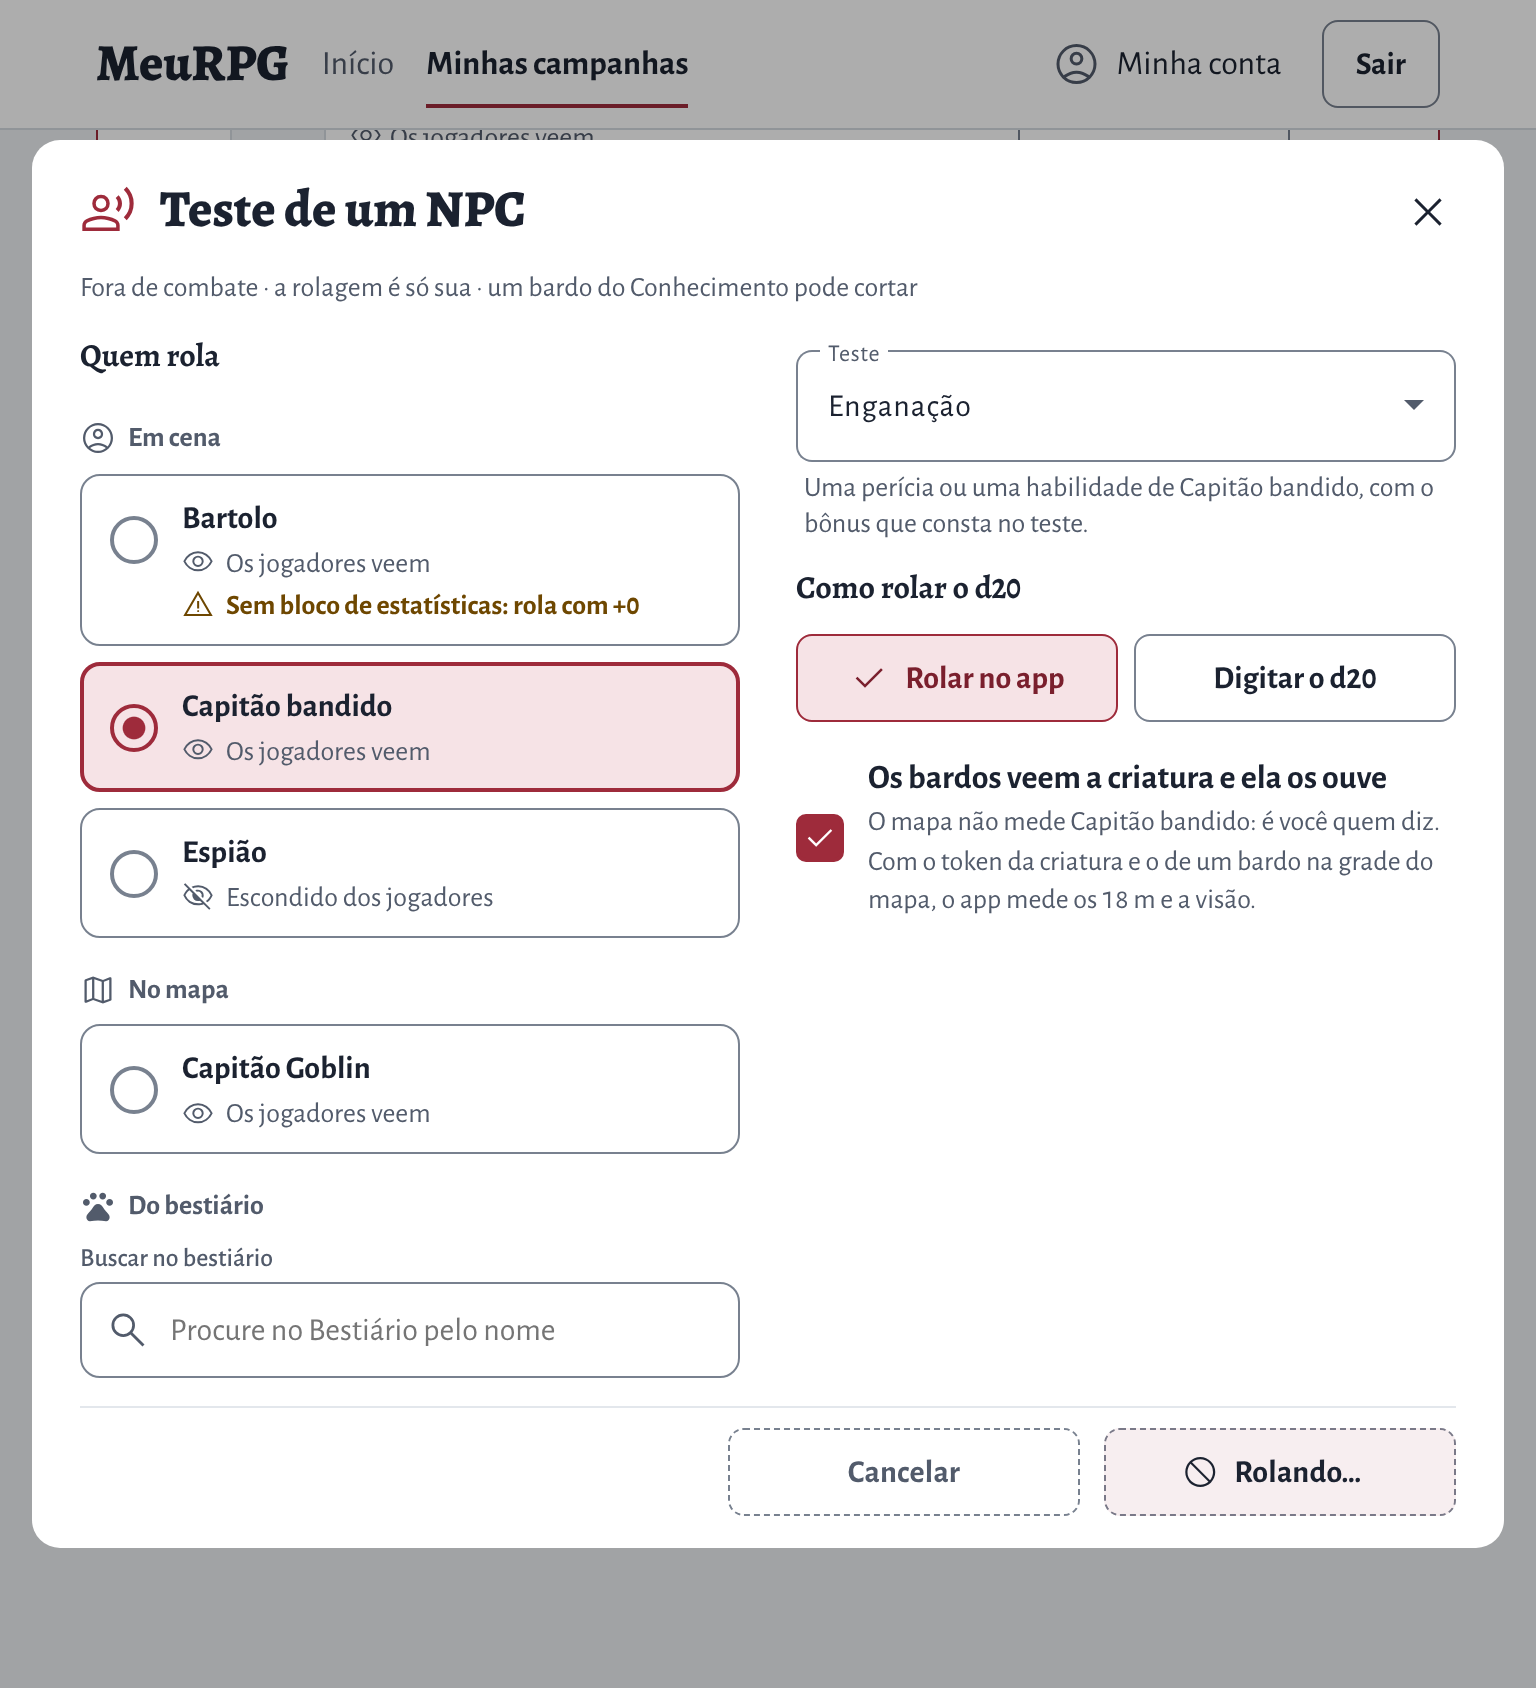 MeuRPG
Início
Minhas campanhas
Minha conta
Sair
Os jogadores veem
Teste de um NPC
Fora de combate · a rolagem é só sua · um bardo do Conhecimento pode cortar
Quem rola
Em cena
Bartolo
Os jogadores veem
Sem bloco de estatísticas: rola com +0
Capitão bandido
Os jogadores veem
Espião
Escondido dos jogadores
No mapa
Capitão Goblin
Os jogadores veem
Do bestiário
Buscar no bestiário
Procure no Bestiário pelo nome
Teste
Enganação
Uma perícia ou uma habilidade de Capitão bandido, com o
bônus que consta no teste.
Como rolar o d20
Rolar no app
Digitar o d20
Os bardos veem a criatura e ela os ouve
O mapa não mede Capitão bandido: é você quem diz.
Com o token da criatura e o de um bardo na grade do
mapa, o app mede os 18 m e a visão.
Cancelar
Rolando...